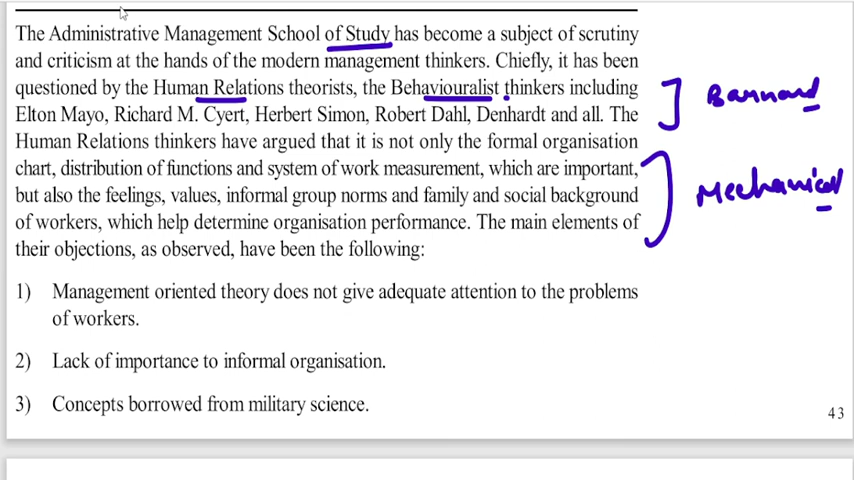 The Administrative Management School of Study has become a subject of scrutiny
and criticism at the hands of the modern management thinkers. Chiefly, it has been
questioned by the Human Relations theorists, the Behaviouralist thinkers including
Elton Mayo, Richard M. Cyert, Herbert Simon, Robert Dahl, Denhardt and all. The
Barnard
Human Relations thinkers have argued that it is not only the formal organisation
chart, distribution of functions and system of work measurement, which are important,
but also the feelings, values, informal group norms and family and social background
Mechanical
of workers, which help determine organisation performance. The main elements of
their objections, as observed, have been the following:
1) Management oriented theory does not give adequate attention to the problems
of workers.
2) Lack of importance to informal organisation.
3) Concepts borrowed from military science.
43